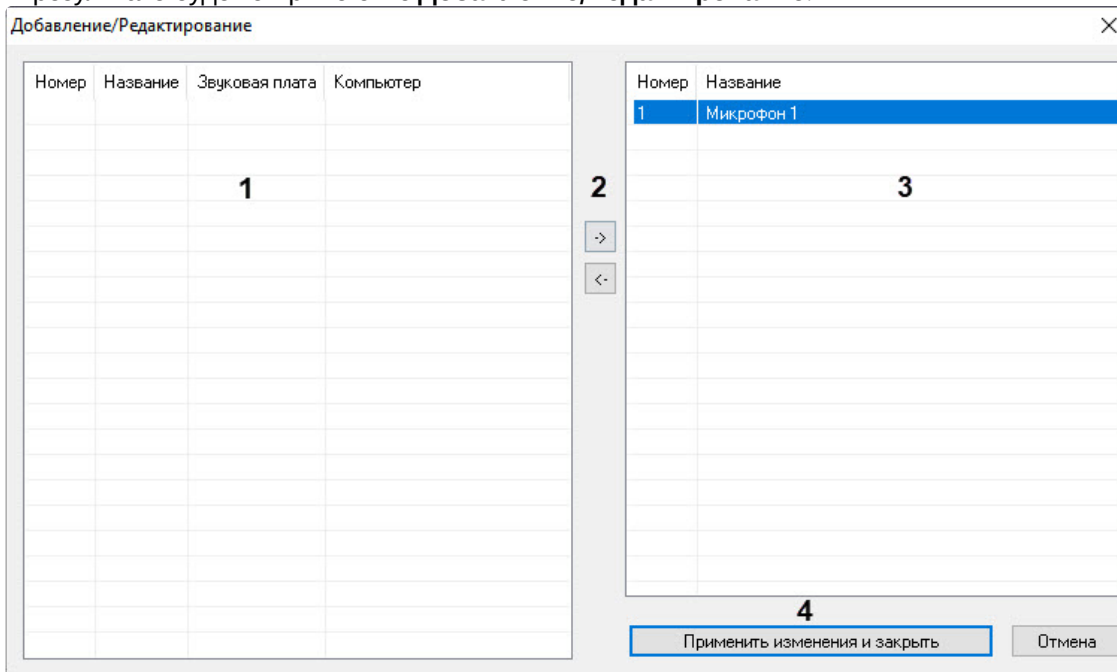 Добавление/Редактирование
Номер Название Звуковая плата Компьютер
Номер Название
1 Микрофон 1
1
2
3
->
<-
4
Применить изменения и закрыть
Отмена